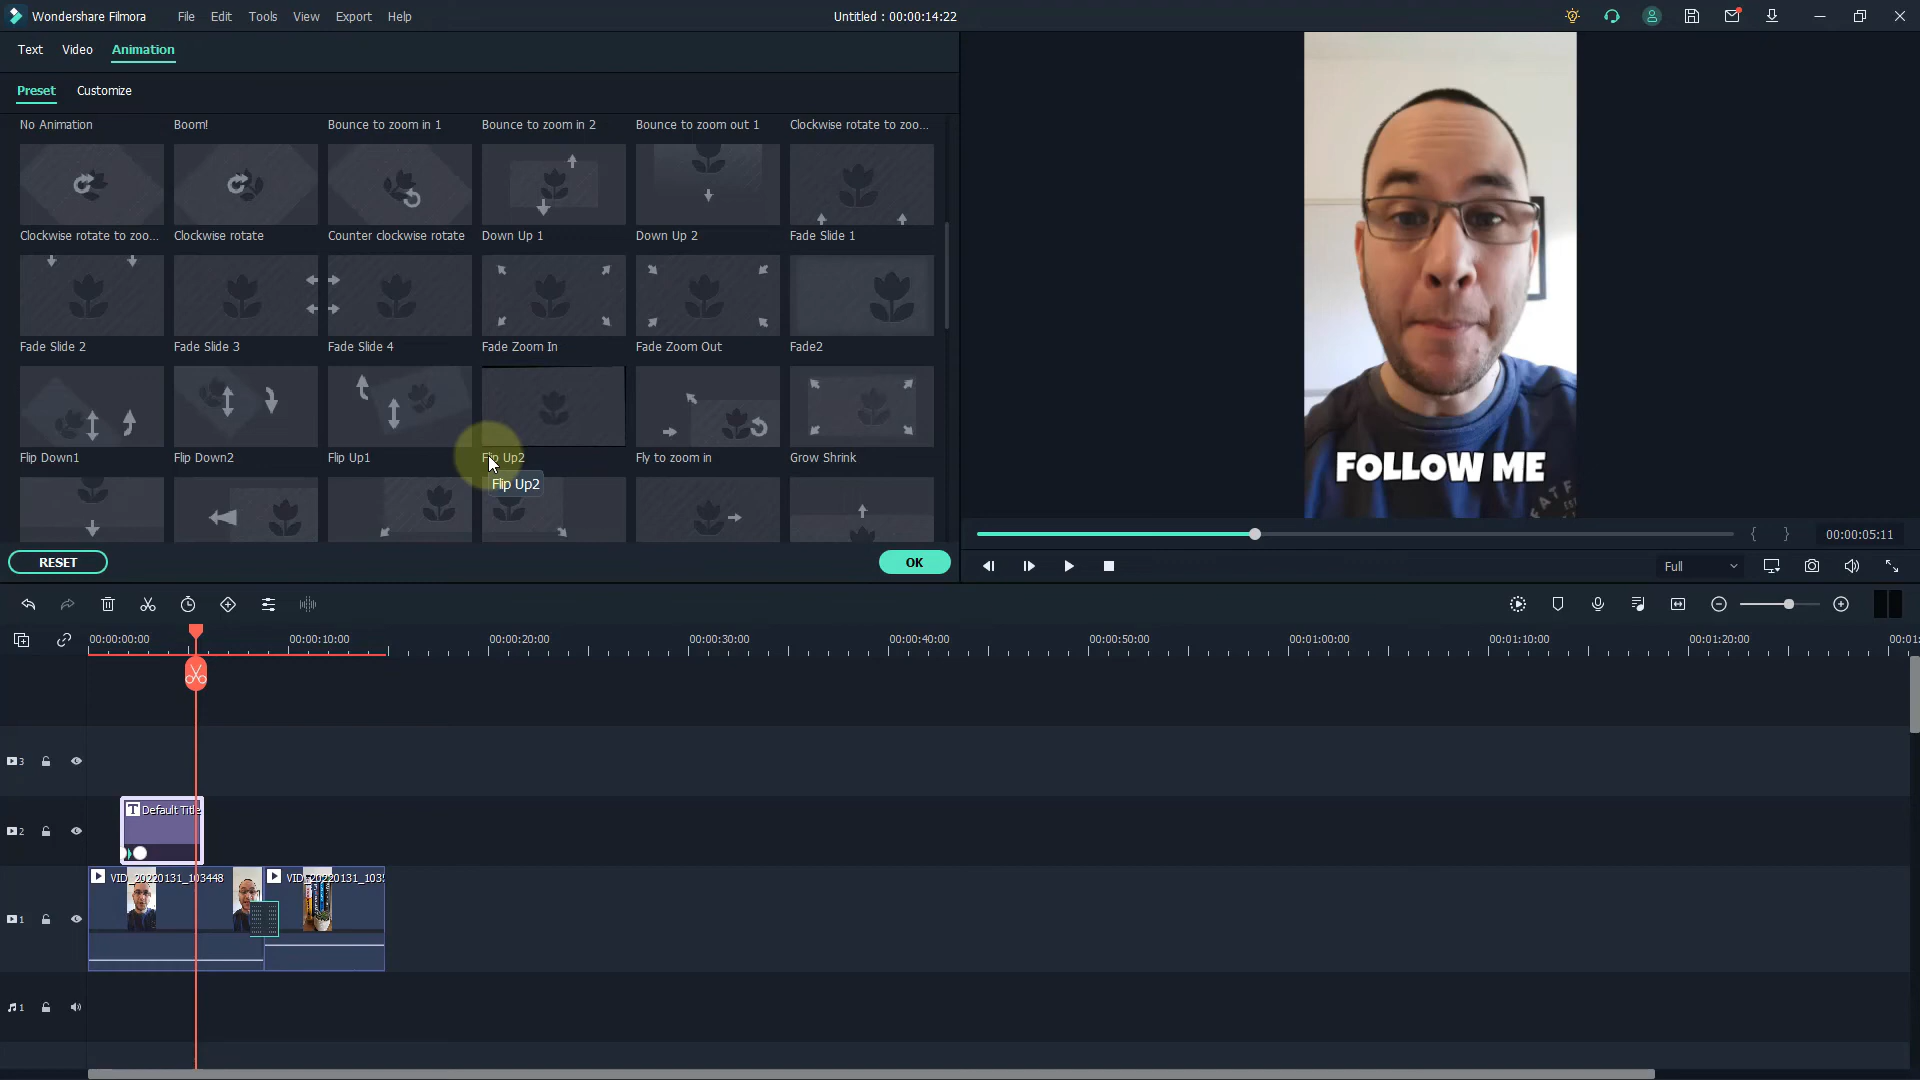 Wondershare Filmora File Edit Tools View Export Help Untitled : 00:00:14:22
Text Video Animation
Preset Customize
No Animation Boom! Bounce to zoom in 1 Bounce to zoom in 2 Bounce to zoom out 1 Clockwise rotate to zoo...
Clockwise rotate to zoo... Clockwise rotate Counter clockwise rotate Down Up 1 Down Up 2 Fade Slide 1
Fade Slide 2 Fade Slide 3 Fade Slide 4 Fade Zoom In Fade Zoom Out Fade2
Flip Down1 Flip Down2 Flip Up1 Flip Up2 Fly to zoom in Grow Shrink
Flip Up2
FOLLOW ME
RESET OK
00:00:05:11
Full
00:00:00:00 00:00:10:00 00:00:20:00 00:00:30:00 00:00:40:00 00:00:50:00 00:01:00:00 00:01:10:00 00:01:20:00 00:01:
3
2 T Default Title
VID_20220131_103448 VID_20220131_103
1
1